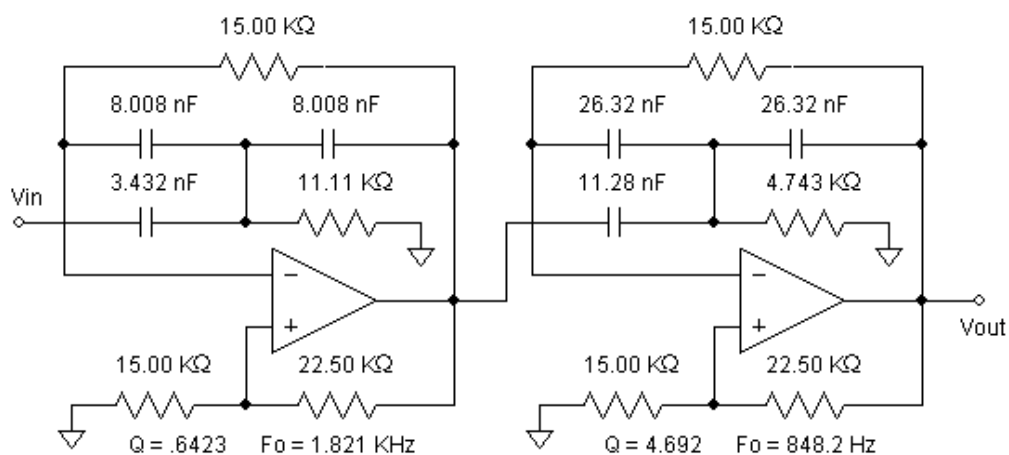 15.00 KΩ 15.00 KΩ
8.008 nF 8.008 nF 26.32 nF 26.32 nF
3.432 nF 11.11 KΩ 11.28 nF 4.743 KΩ
Vin
− −
+ +
Vout
15.00 KΩ 22.50 KΩ 15.00 KΩ 22.50 KΩ
Q = .6423 Fo = 1.821 KHz Q = 4.692 Fo = 848.2 Hz